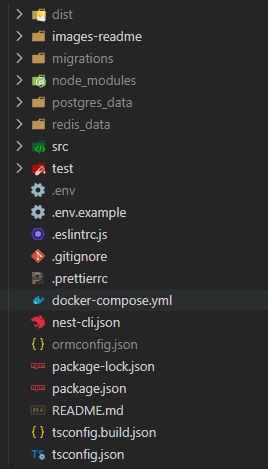 dist
images-readme
migrations
node_modules
postgres_data
redis_data
src
test
.env
.env.example
.eslintrc.js
.gitignore
.prettierrc
docker-compose.yml
nest-cli.json
ormconfig.json
package-lock.json
package.json
README.md
tsconfig.build.json
tsconfig.json